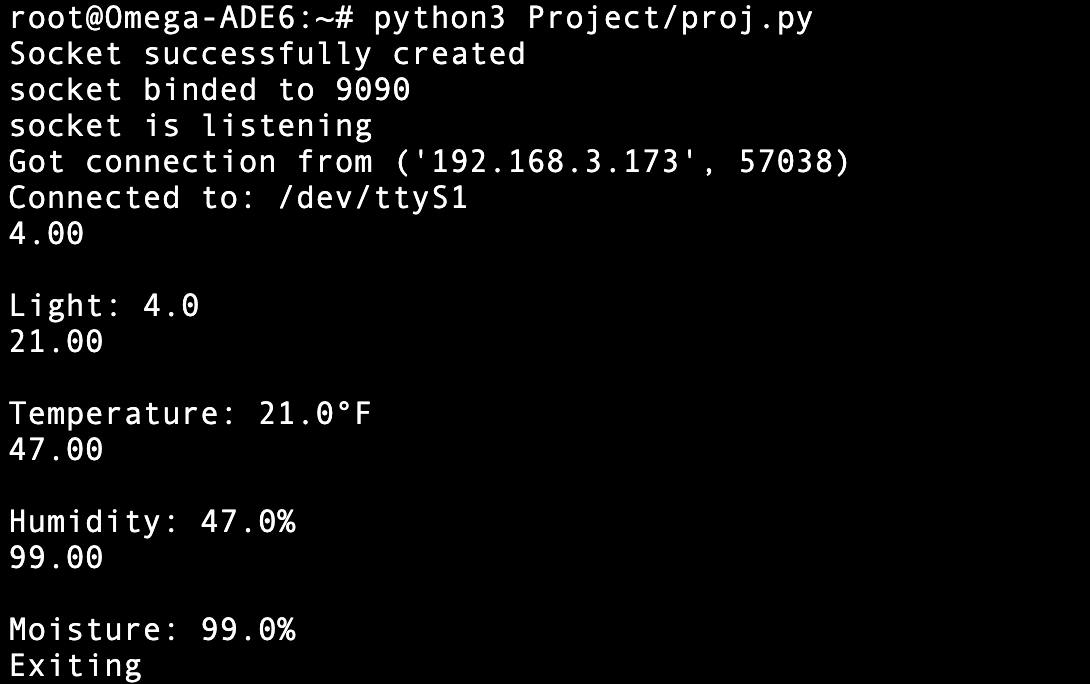 root@Omega-ADE6:~# python3 Project/proj.py
Socket successfully created
socket binded to 9090
socket is listening
Got connection from ('192.168.3.173', 57038)
Connected to: /dev/ttyS1
4.00
Light: 4.0
21.00
Temperature: 21.0°F
47.00
Humidity: 47.0%
99.00
Moisture: 99.0%
Exiting